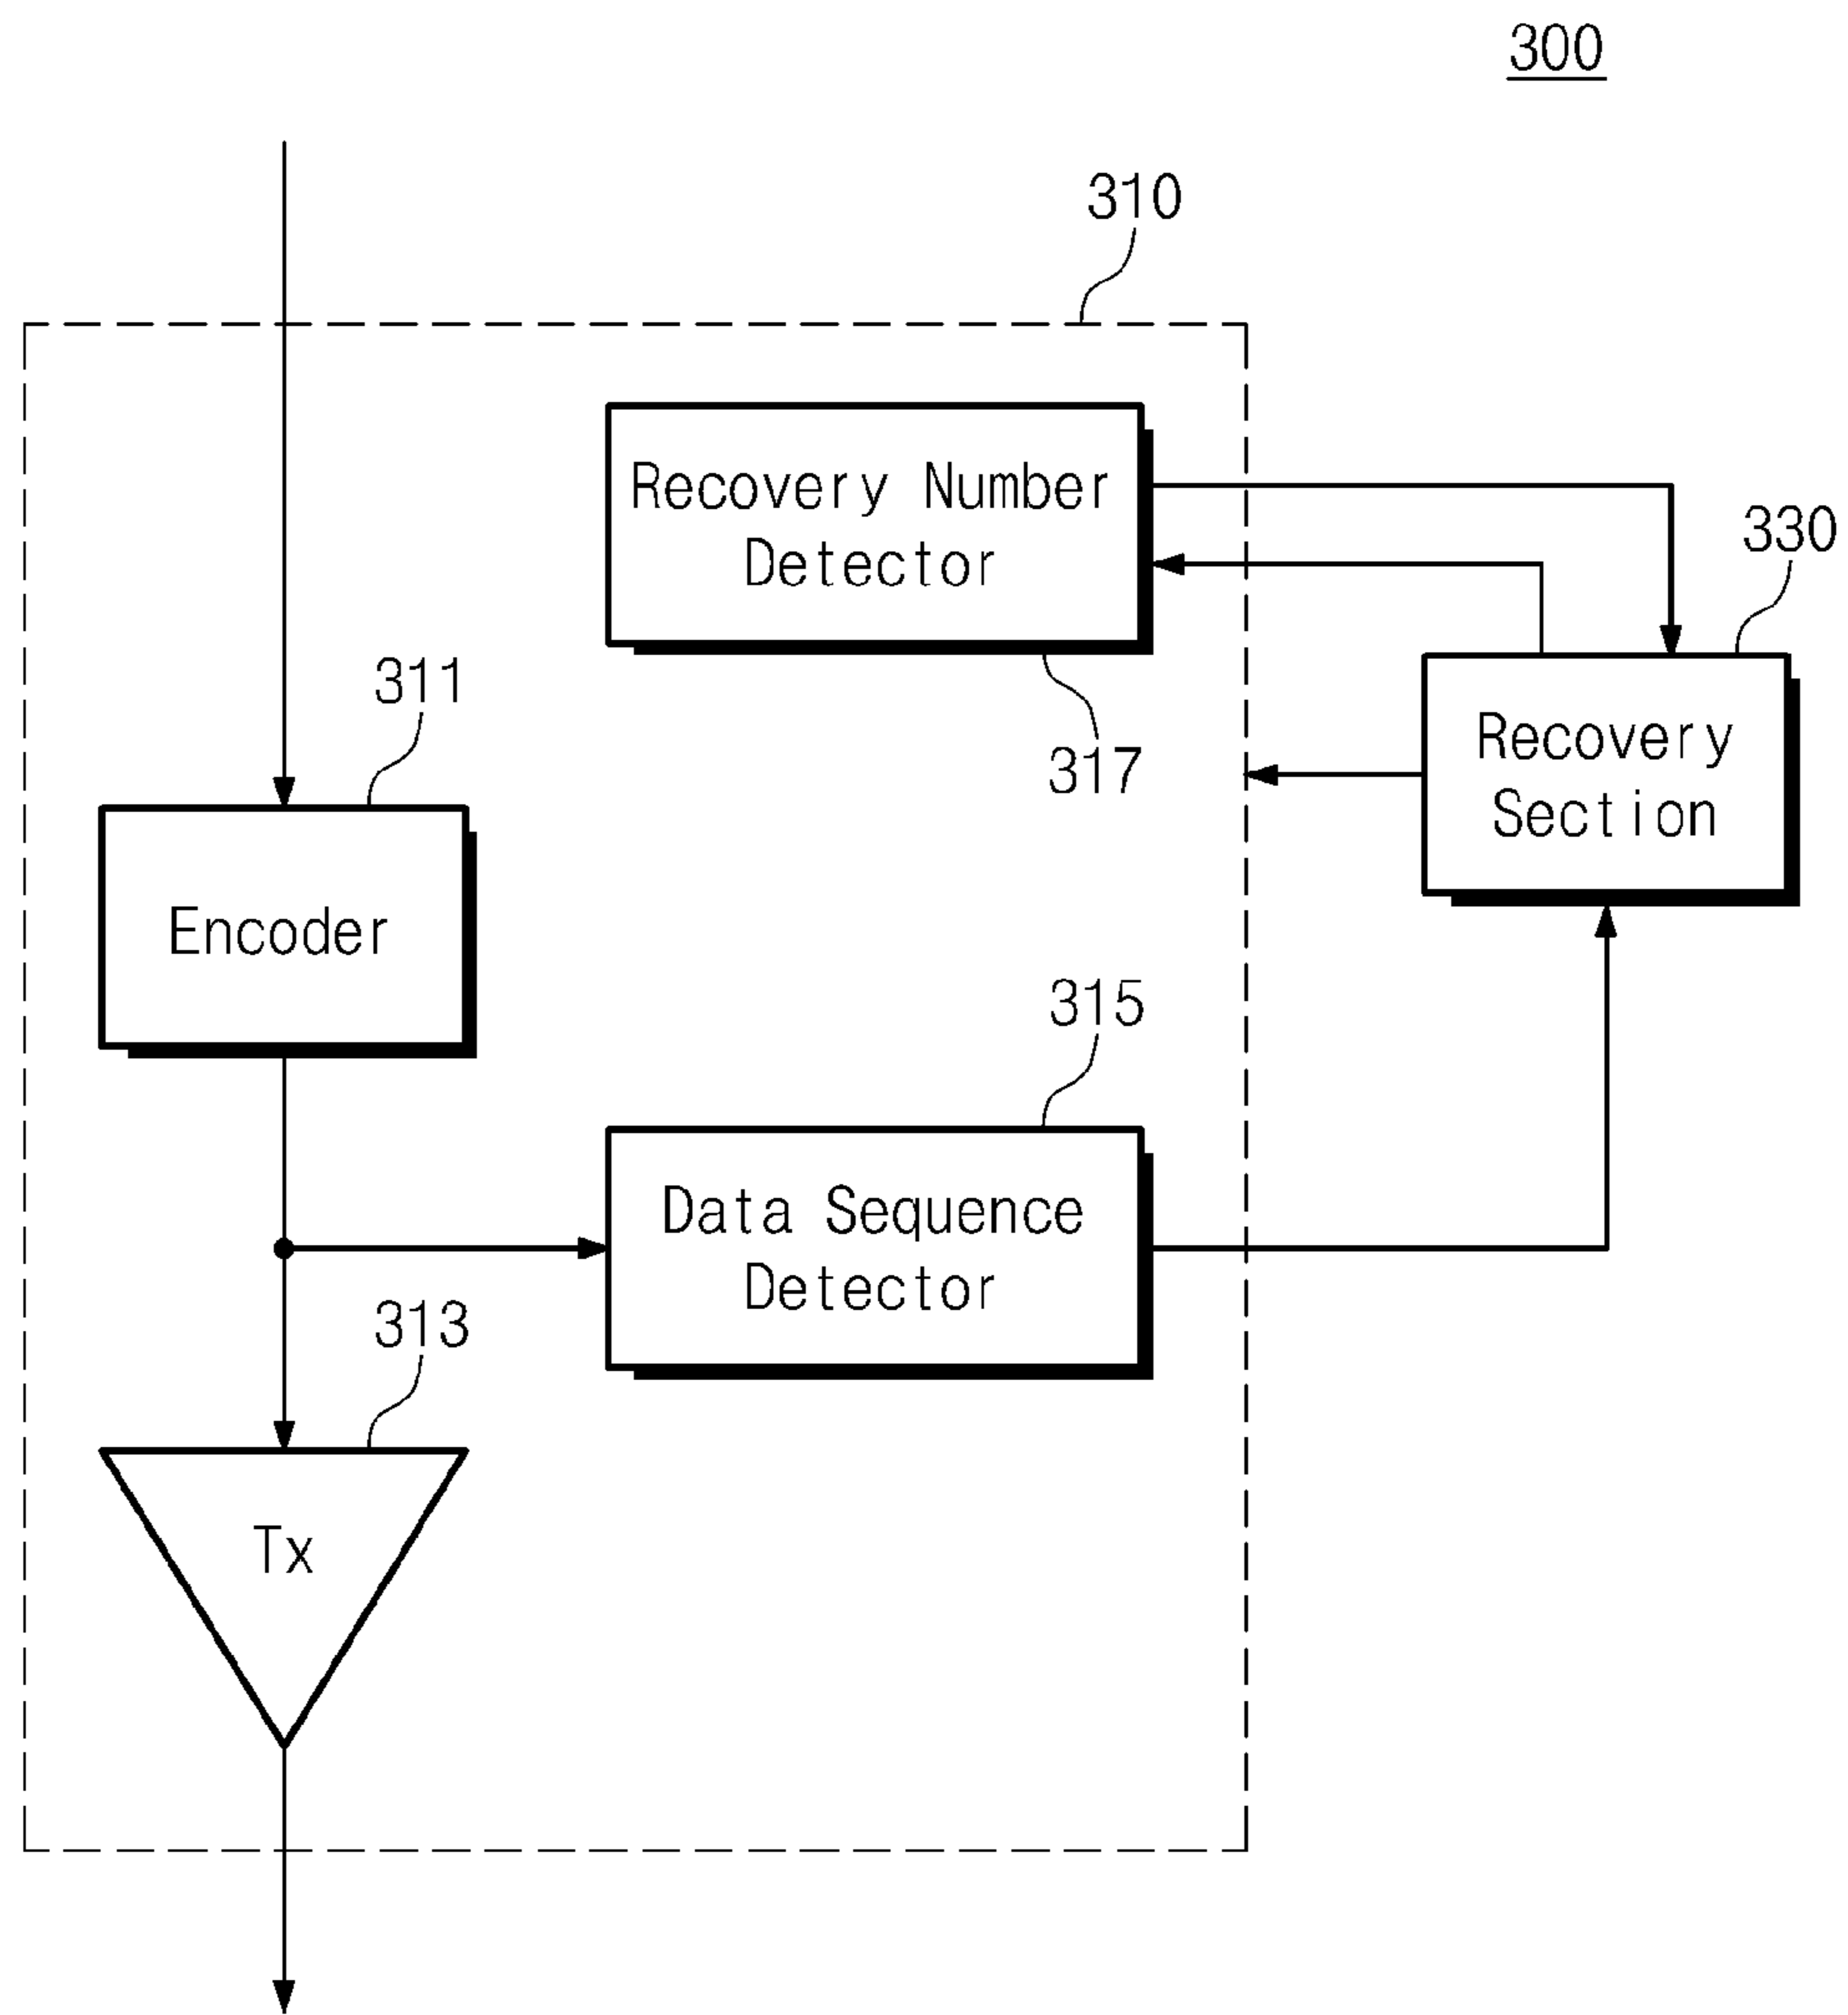 300
310
Recovery Number
Detector
330
311
317
Recovery
Section
Encoder
315
Data Sequence
Detector
313
Tx